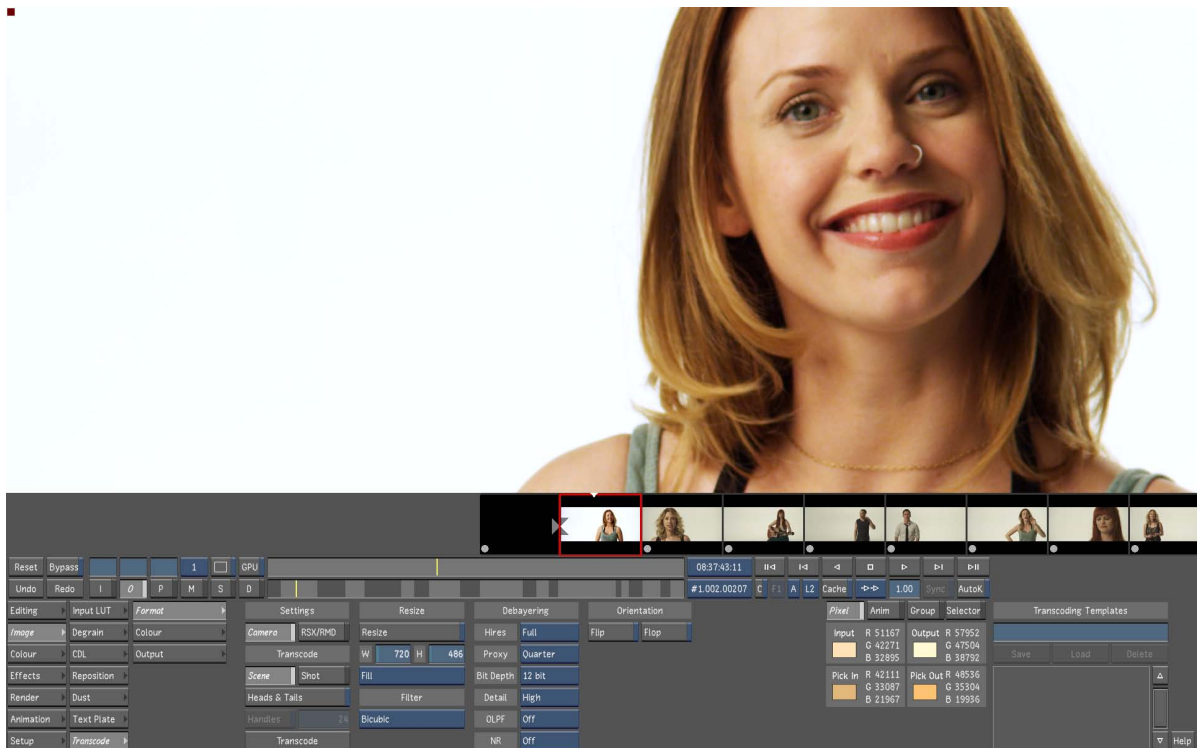 Reset Bypass 1 GPU 08:37:43:11
Undo Redo I O P M S D #1.002.00207 C F1 A L2 Cache 1.00 Sync AutoK
Editing Input LUT Format Settings Resize Debayering Orientation Pixel Anim Group Selector Transcoding Templates
Image Degrain Colour Camera RSX/RMD Resize Hires Full Flip Flop Input R 51167 Output R 57952
G 42271 G 47504
B 32895 B 38792
Colour CDL Output Transcode W 720 H 486 Proxy Quarter Save Load Delete
Effects Reposition Scene Shot Fill Bit Depth 12 bit Pick In R 42111 Pick Out R 48536
G 33087 G 35304
B 21967 B 19936
Render Dust Heads & Tails Filter Detail High
Animation Text Plate Handles 24 Bicubic OLPF Off
Setup Transcode Transcode NR Off Help